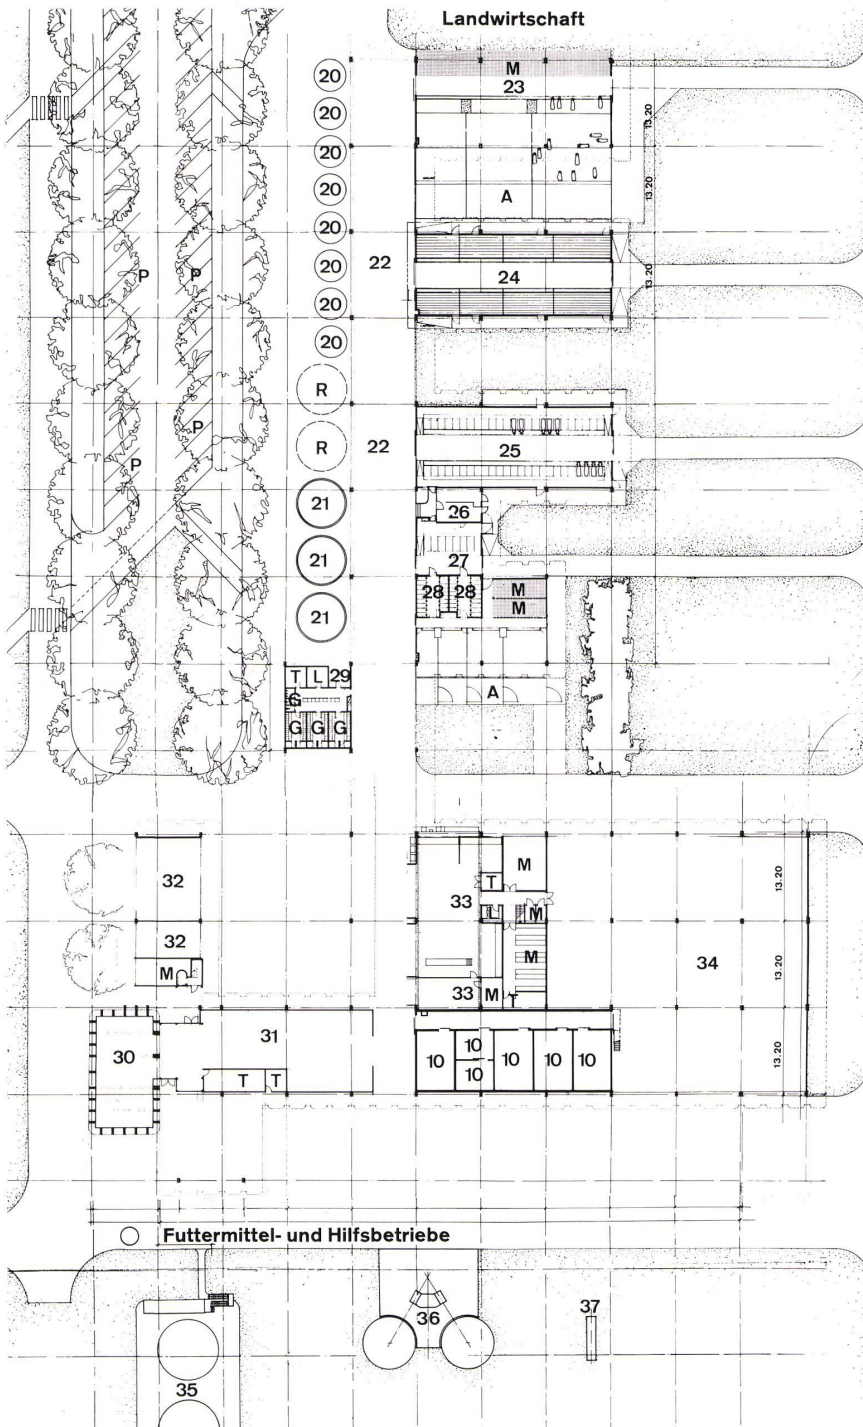 Landwirtschaft
M
23
20
13.20
20
20
13.20
20
A
20
22
20
24
13.20
P
P
20
20
R
P
R
22
25
P
21
26
21
27
28
28
M
M
21
T
L
29
G
A
G
G
G
32
M
T
13.20
33
L
M
32
M
M
34
13.20
33
M
T
31
30
10
10
10
10
10
10
13.20
T
T
Futtermittel- und Hilfsbetriebe
37
36
35